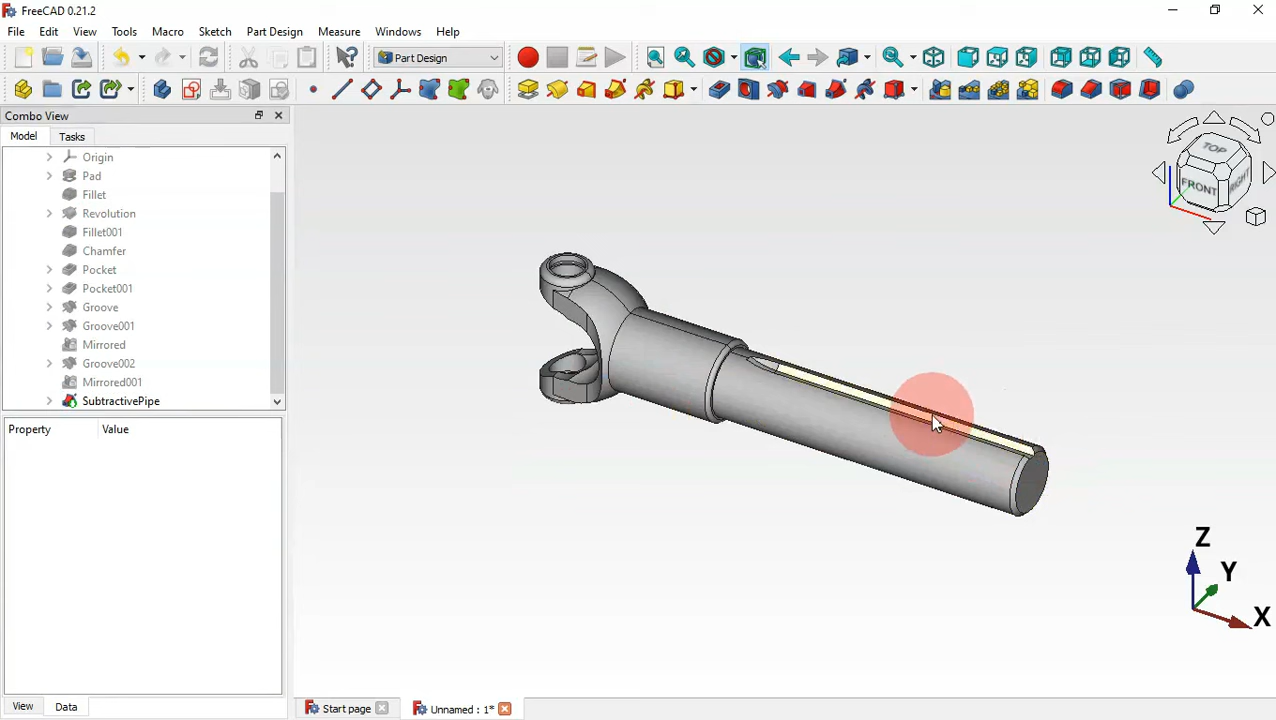 FreeCAD 0.21.2
File Edit View Tools Macro Sketch Part Design Measure Windows Help
Part Design
Combo View
Model Tasks
Origin
Pad
Fillet
Revolution
Fillet001
Chamfer
Pocket
Pocket001
Groove
Groove001
Mirrored
Groove002
Mirrored001
SubtractivePipe
Property Value
TOP
FRONT
RIGHT
Z
Y
X
View Data
Start page
Unnamed : 1*